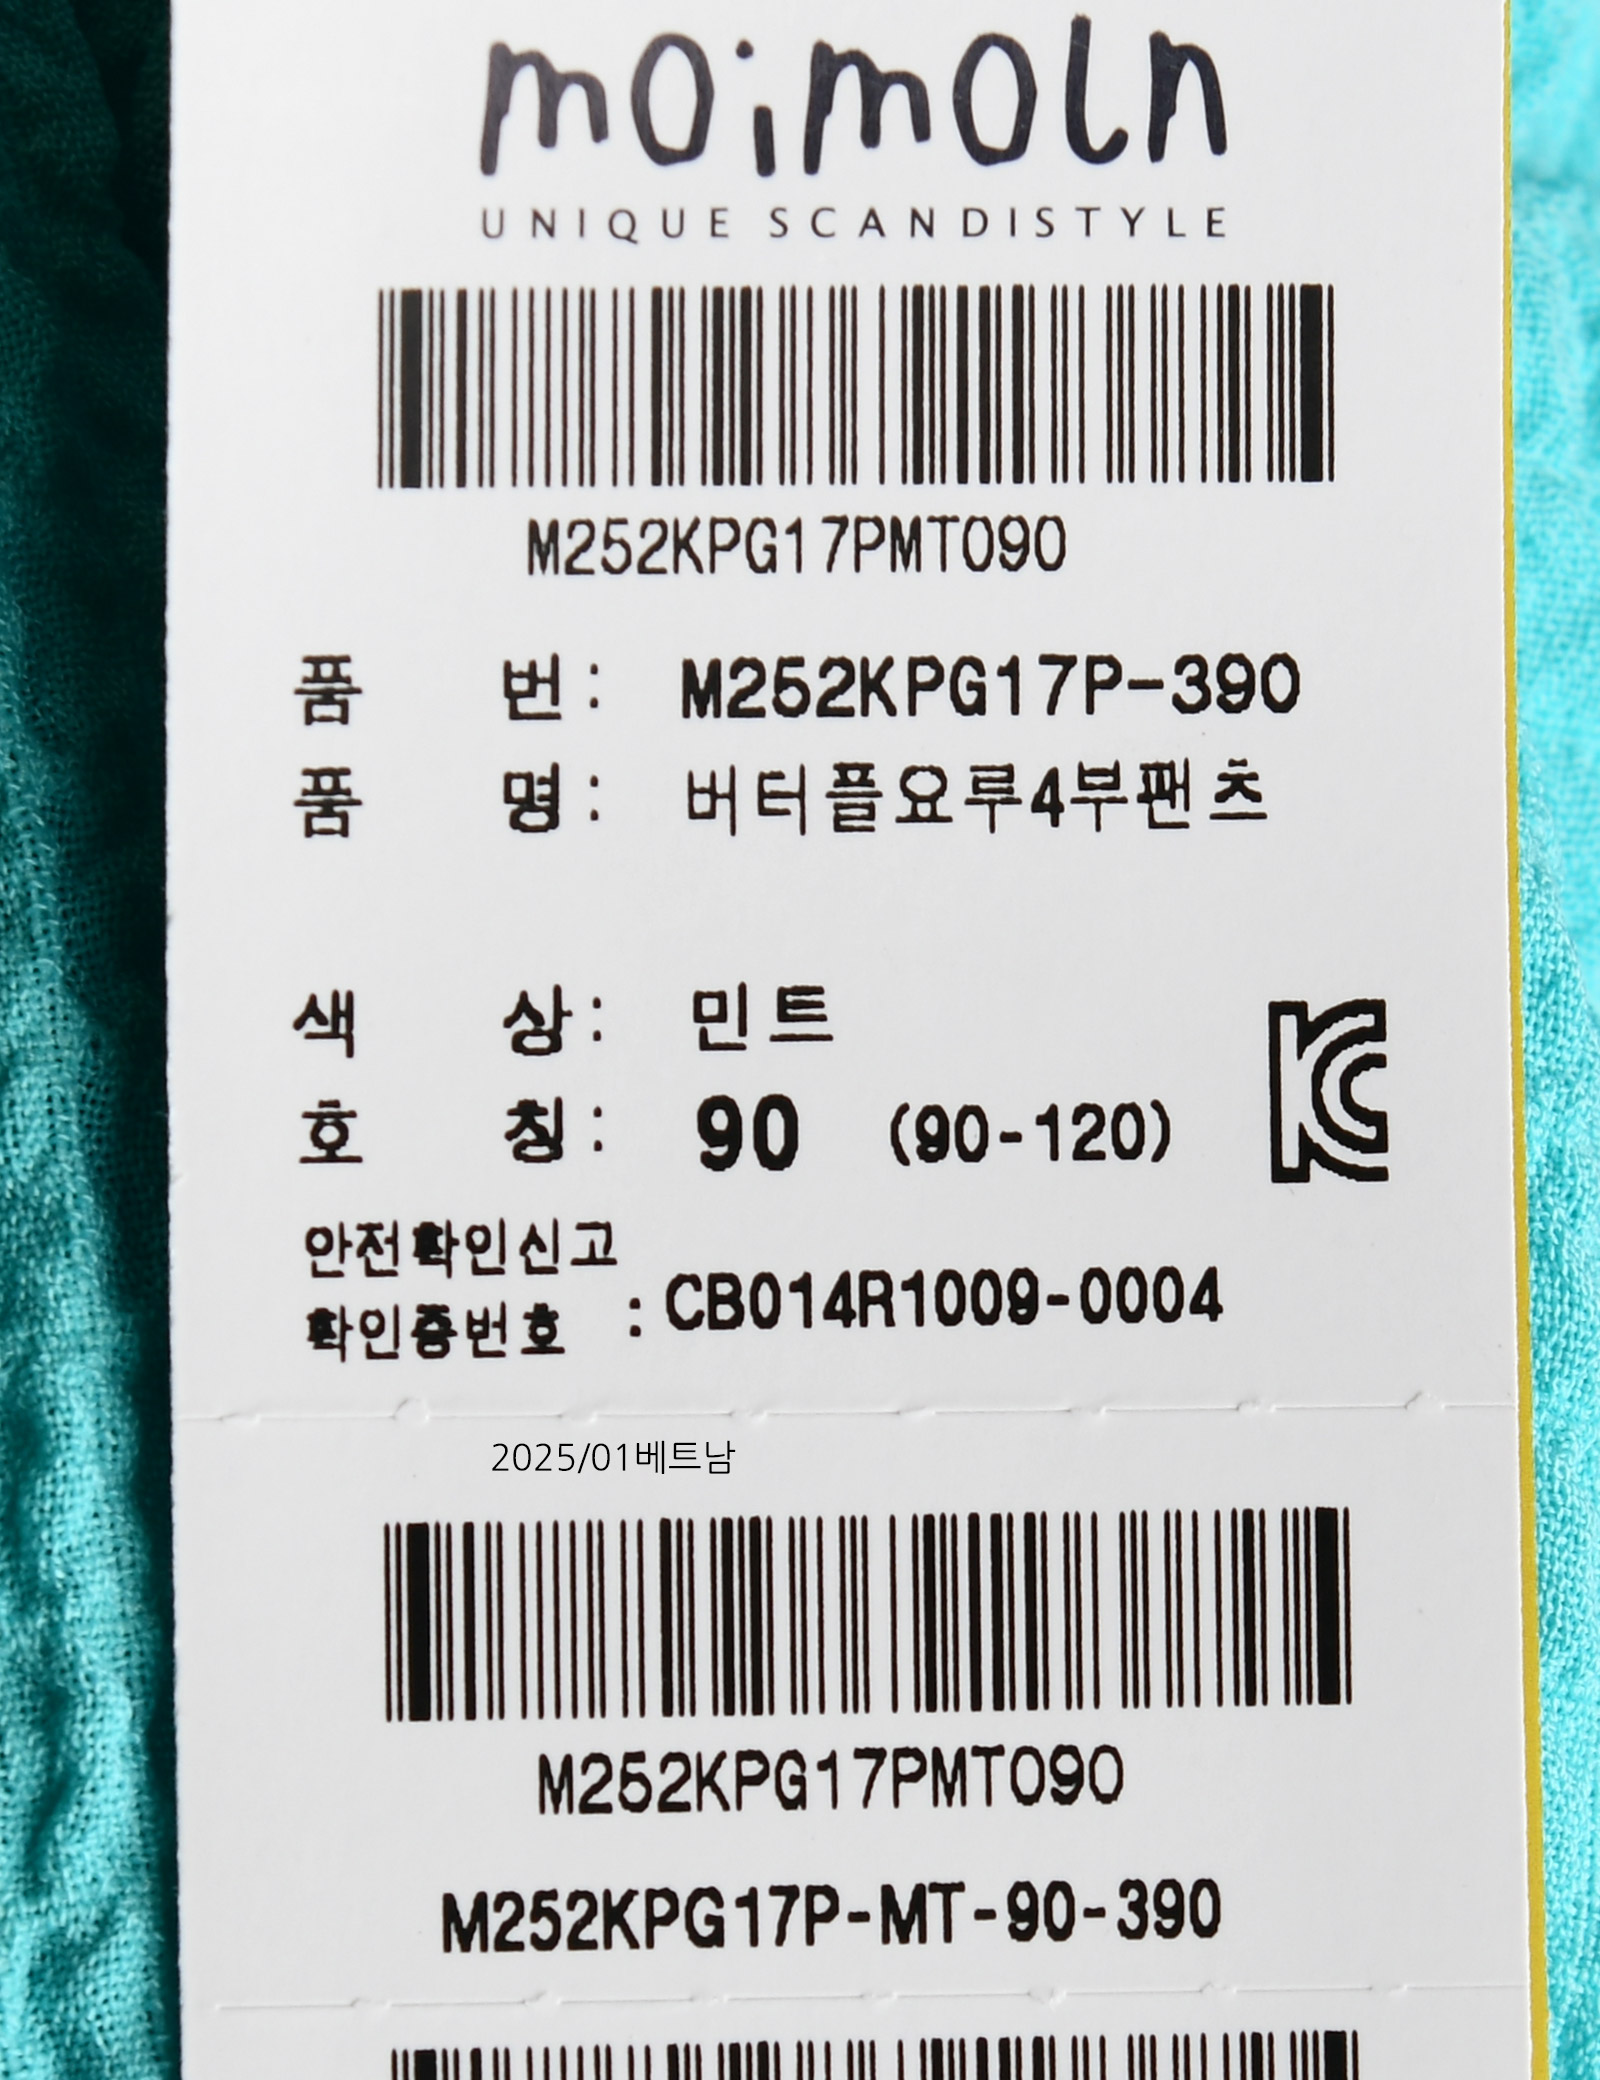 moimoln
UNIQUE SCANDISTYLE
M252KPG17PMT090
품 번 : M252KPG17P-390
품 명 : 버터플요루4부팬츠
색 상 : 민트
호 칭 : 90 (90-120)
안전확인신고
확인증번호 : CB014R1009-0004
2025/01베트남
M252KPG17PMT090
M252KPG17P-MT-90-390